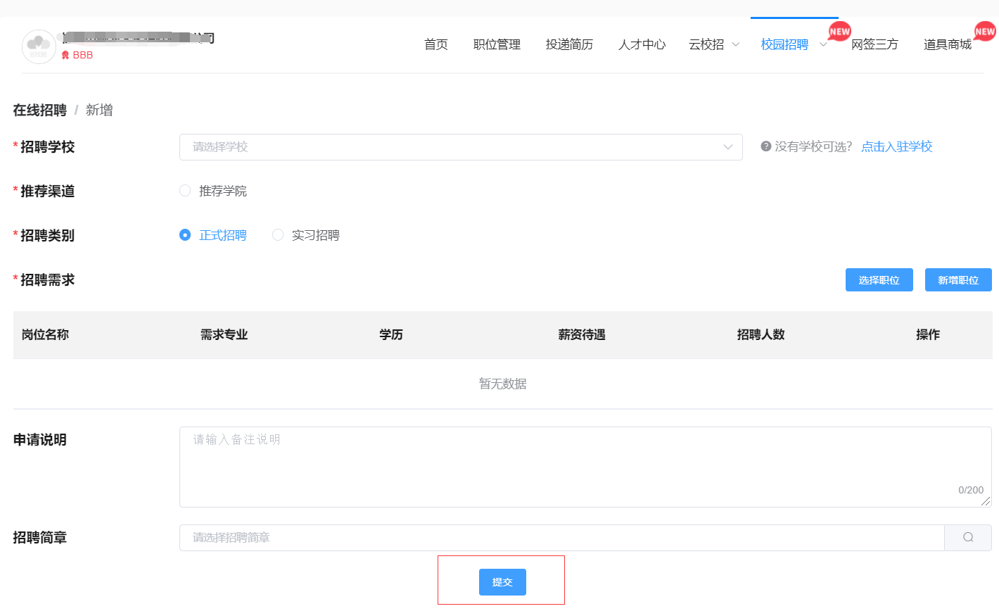 公司
BBB
首页 职位管理 投递简历 人才中心 云校招 校园招聘 NEW 网签三方 道具商城 NEW
在线招聘 / 新增
*招聘学校 请选择学校 ? 没有学校可选? 点击入驻学校
*推荐渠道 推荐学院
*招聘类别 正式招聘 实习招聘
*招聘需求 选择职位 新增职位
岗位名称 需求专业 学历 薪资待遇 招聘人数 操作
暂无数据
申请说明 请输入备注说明
0/200
招聘简章 请选择招聘简章
提交